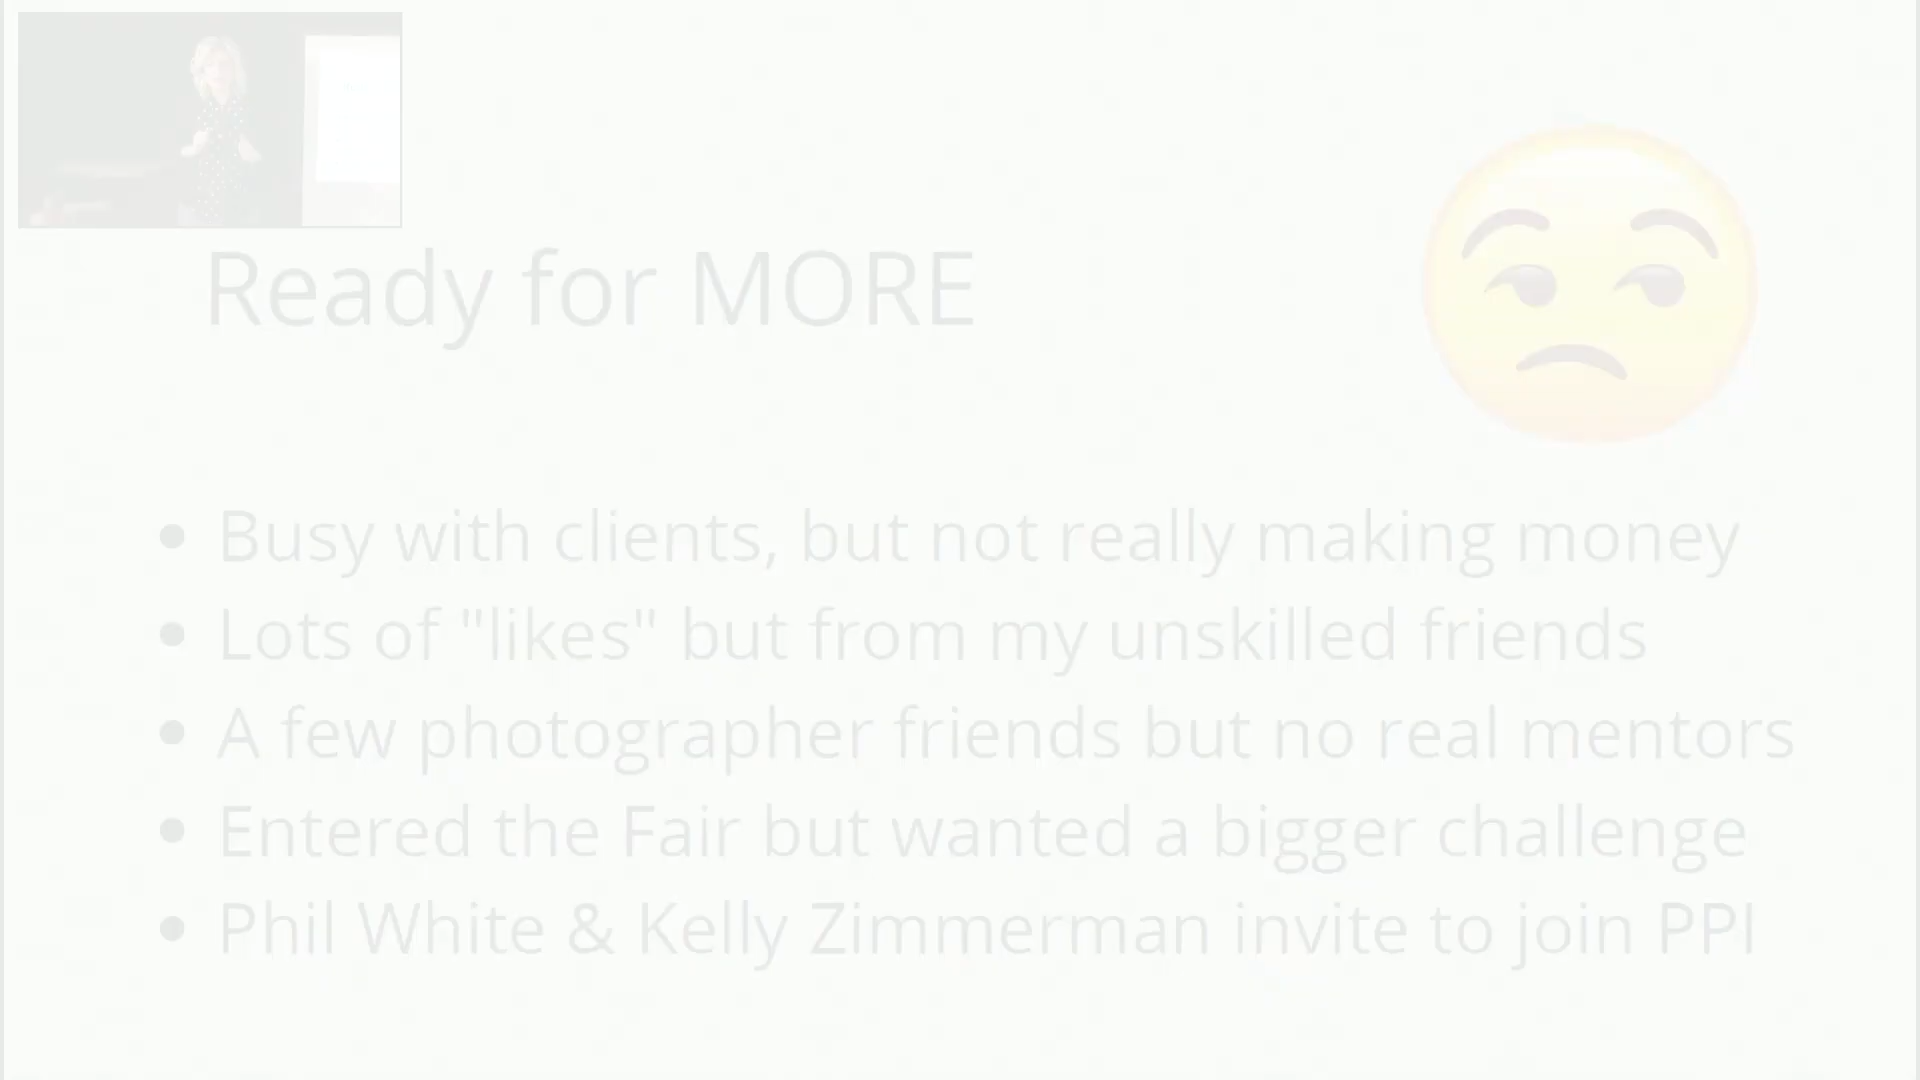 Ready for MORE
Busy with clients, but not really making money
Lots of "likes" but from my unskilled friends
A few photographer friends but no real mentors
Entered the Fair but wanted a bigger challenge
Phil White & Kelly Zimmerman invite to join PPI